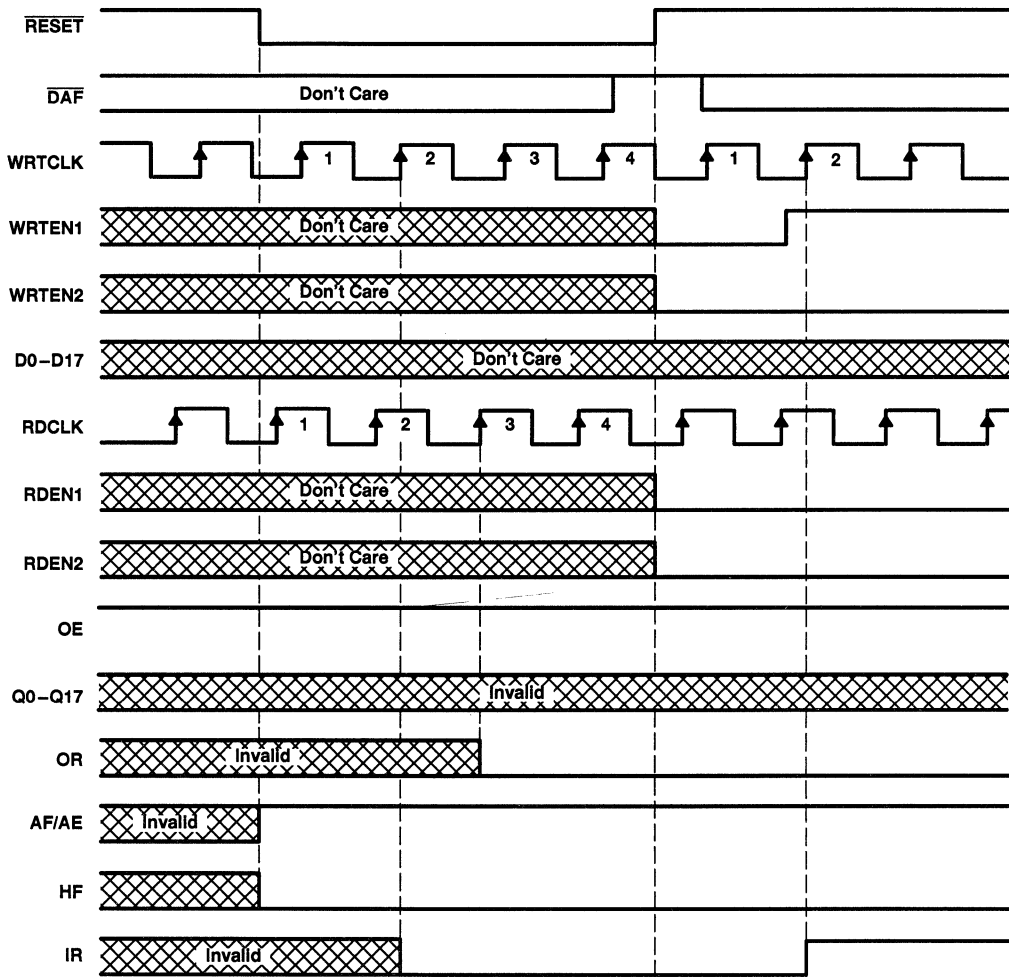 RESET
DAF
Don't Care
WRTCLK
1 2 3 4 1 2
WRTEN1
Don't Care
WRTEN2
Don't Care
D0–D17
Don't Care
RDCLK
1 2 3 4
RDEN1
Don't Care
RDEN2
Don't Care
OE
Q0–Q17
Invalid
OR
Invalid
AF/AE
Invalid
HF
IR
Invalid